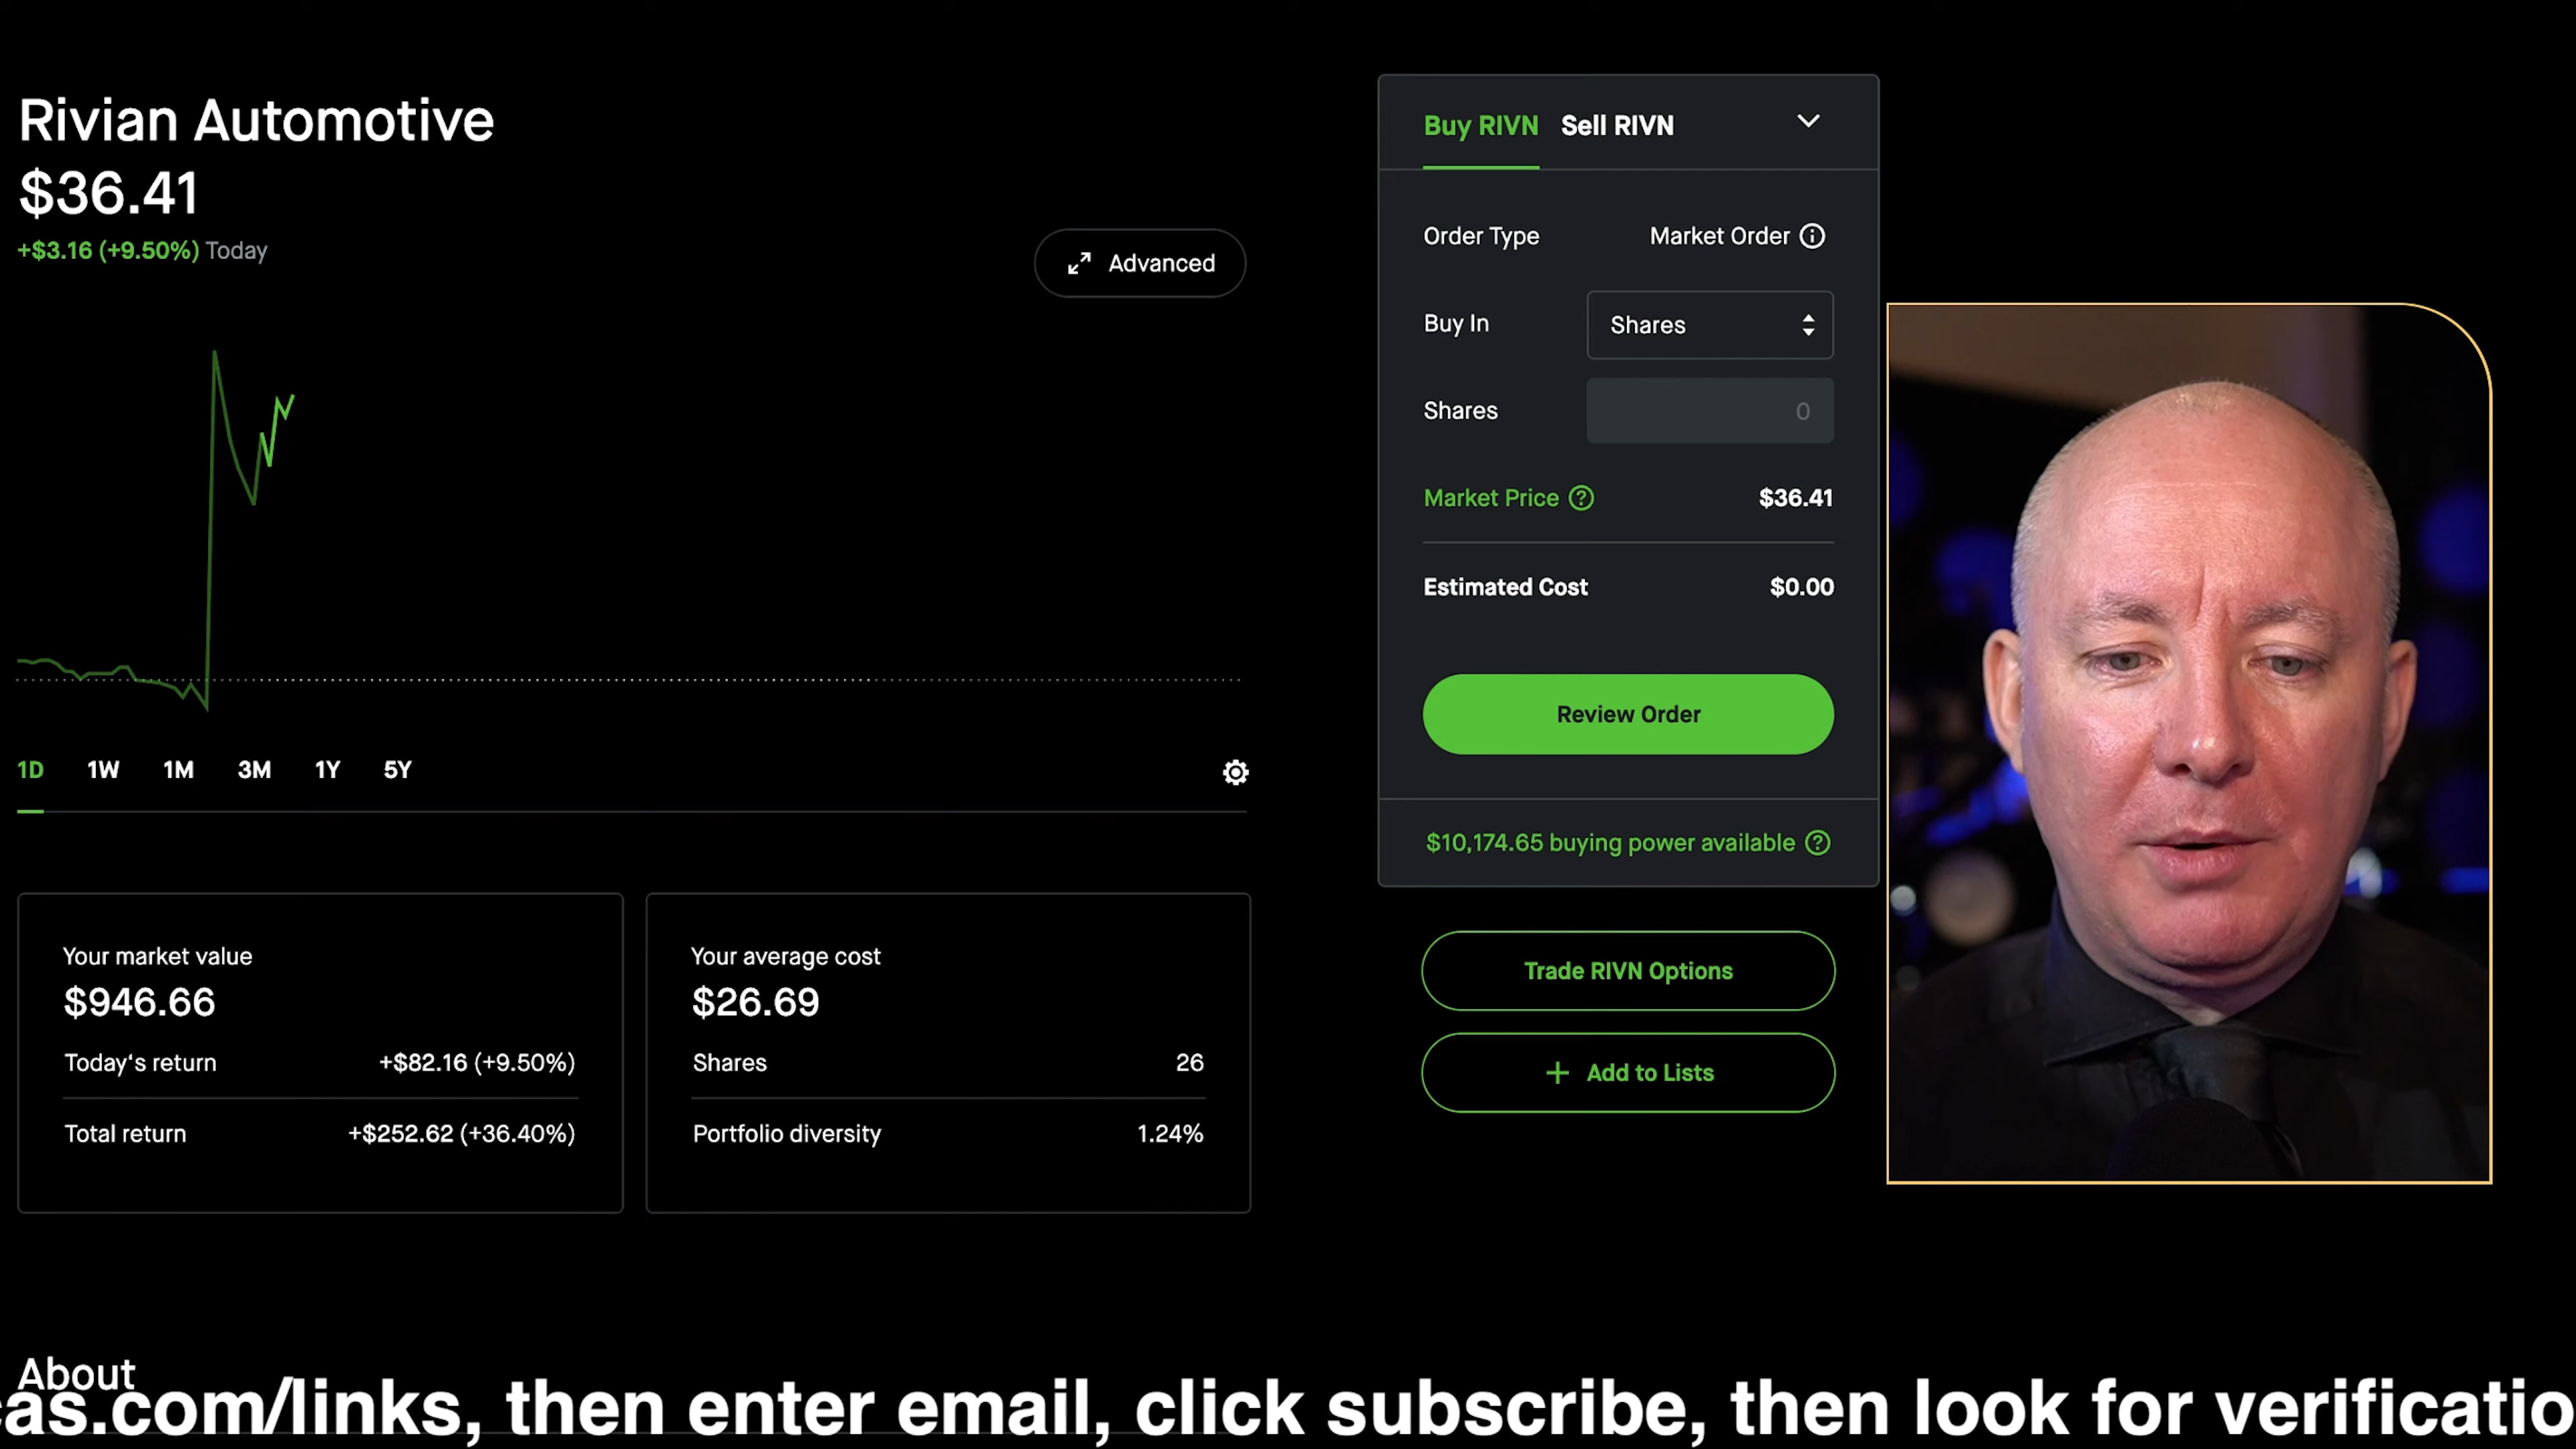 Rivian Automotive
$36.41
+$3.16 (+9.50%) Today
Advanced
1D 1W 1M 3M 1Y 5Y
Your market value
$946.66
Today's return +$82.16 (+9.50%)
Total return +$252.62 (+36.40%)
Your average cost
$26.69
Shares 26
Portfolio diversity 1.24%
Buy RIVN Sell RIVN
Order Type Market Order
Buy In Shares
Shares 0
Market Price $36.41
Estimated Cost $0.00
Review Order
$10,174.65 buying power available
Trade RIVN Options
+ Add to Lists
About
cas.com/links, then enter email, click subscribe, then look for verificatio